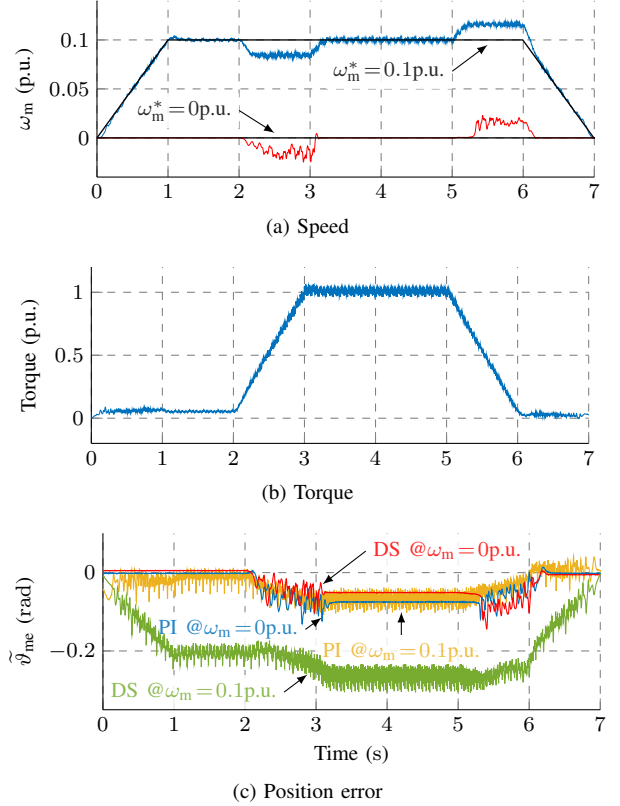 ω_m (p.u.)
0.1
0.05
0
ω*_m = 0.1p.u.
ω*_m = 0p.u.
0 1 2 3 4 5 6 7
(a) Speed
Torque (p.u.)
1
0.5
0
0 1 2 3 4 5 6 7
(b) Torque
ϑ̃_me (rad)
0
−0.2
DS @ω_m = 0p.u.
PI @ω_m = 0p.u.
PI @ω_m = 0.1p.u.
DS @ω_m = 0.1p.u.
0 1 2 3 4 5 6 7
Time (s)
(c) Position error